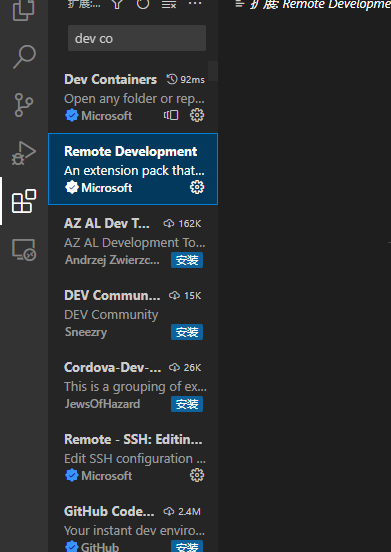 扩展:...
扩展: Remote Developme
dev co
Dev Containers 92ms
Open any folder or rep...
Microsoft
Remote Development
An extension pack that...
Microsoft
AZ AL Dev T... 162K
AZ AL Development To...
Andrzej Zwierzc... 安装
DEV Commun... 15K
DEV Community
Sneezry 安装
Cordova-Dev-... 26K
This is a grouping of ex...
JewsOfHazard 安装
Remote - SSH: Editin...
Edit SSH configuration ...
Microsoft
GitHub Code... 2.4M
Your instant dev enviro...
GitHub 安装